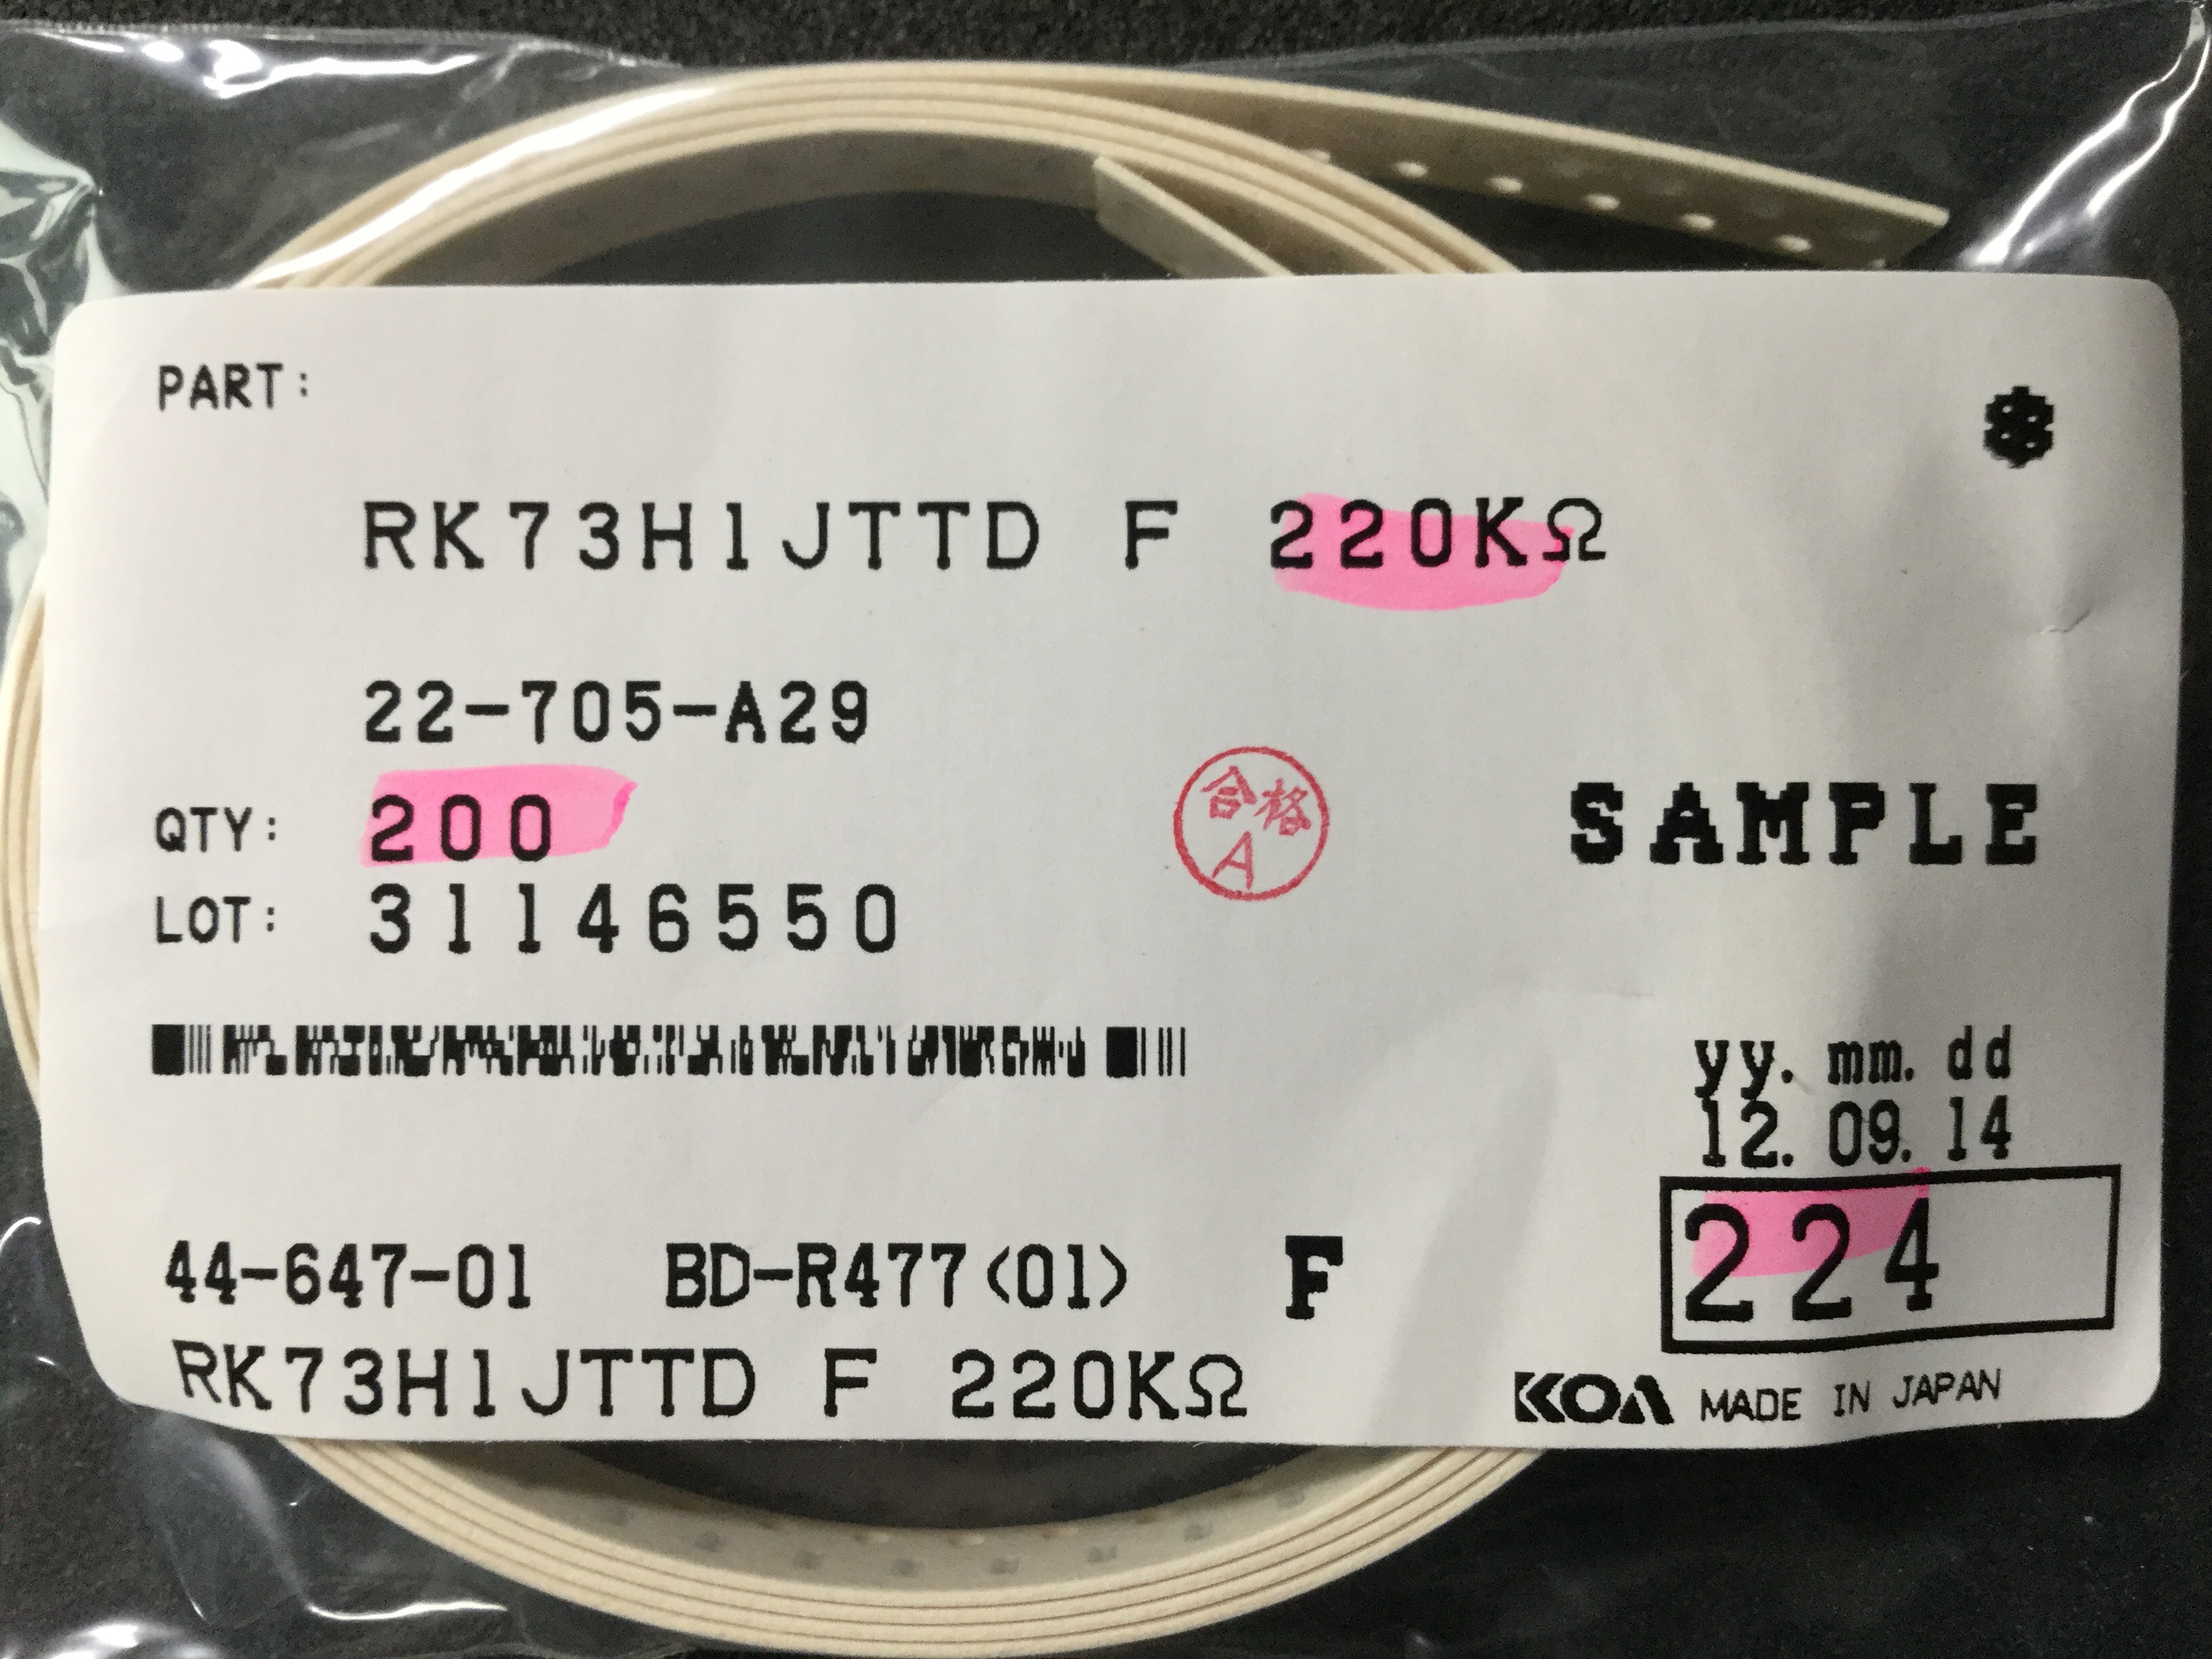 PART:
*
RK73H1JTTD F 220KΩ
22-705-A29
QTY: 200
合格
A
SAMPLE
LOT: 31146550
yy. mm. dd
12. 09. 14
224
44-647-01 BD-R477<01> F
RK73H1JTTD F 220KΩ
KOA MADE IN JAPAN